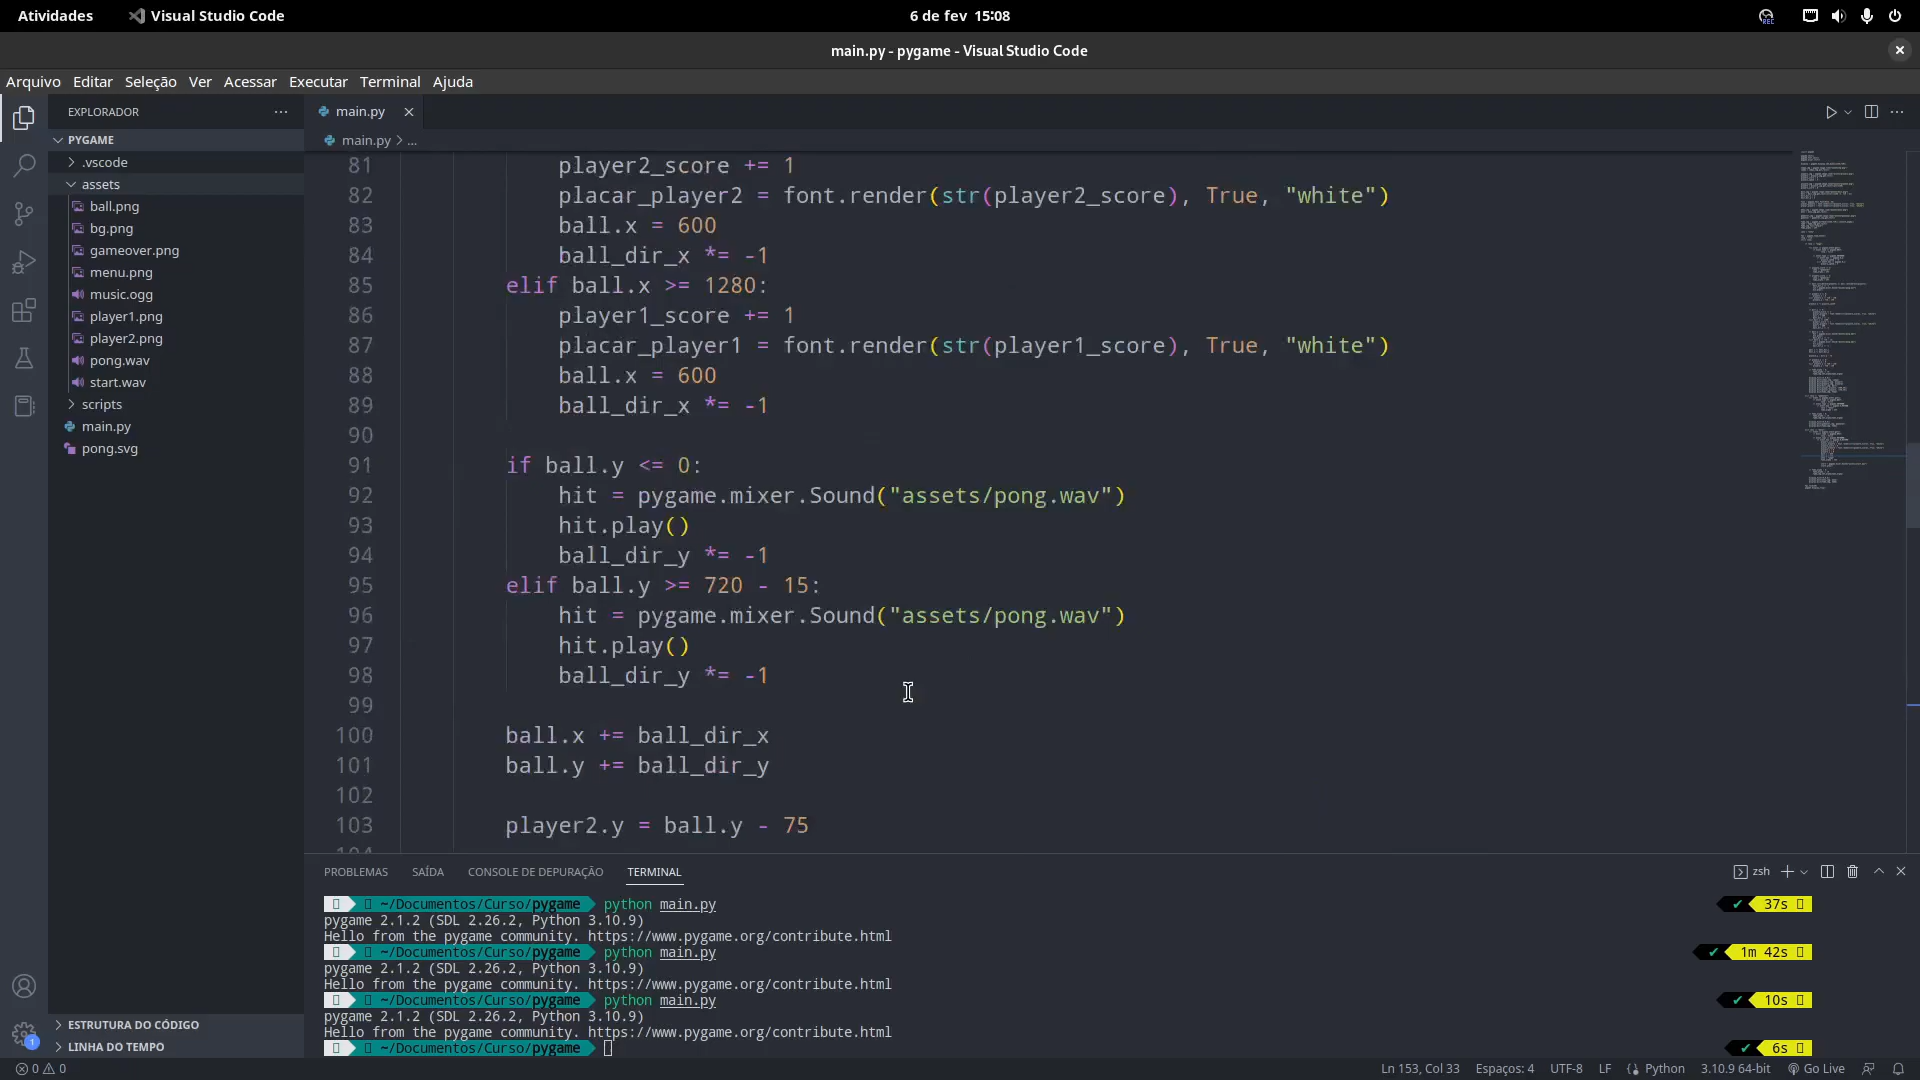 Atividades
Visual Studio Code
6 de fev 15:08
REC
main.py - pygame - Visual Studio Code
Arquivo Editar Seleção Ver Acessar Executar Terminal Ajuda
EXPLORADOR
PYGAME
.vscode
assets
ball.png
bg.png
gameover.png
menu.png
music.ogg
player1.png
player2.png
pong.wav
start.wav
scripts
main.py
pong.svg
ESTRUTURA DO CÓDIGO
LINHA DO TEMPO
1
main.py
main.py > ...
81 player2_score += 1
82 placar_player2 = font.render(str(player2_score), True, "white")
83 ball.x = 600
84 ball_dir_x *= -1
85 elif ball.x >= 1280:
86 player1_score += 1
87 placar_player1 = font.render(str(player1_score), True, "white")
88 ball.x = 600
89 ball_dir_x *= -1
90
91 if ball.y <= 0:
92 hit = pygame.mixer.Sound("assets/pong.wav")
93 hit.play()
94 ball_dir_y *= -1
95 elif ball.y >= 720 - 15:
96 hit = pygame.mixer.Sound("assets/pong.wav")
97 hit.play()
98 ball_dir_y *= -1
99
100 ball.x += ball_dir_x
101 ball.y += ball_dir_y
102
103 player2.y = ball.y - 75
104
PROBLEMAS SAÍDA CONSOLE DE DEPURAÇÃO TERMINAL
zsh
~/Documentos/Curso/pygame python main.py 37s
pygame 2.1.2 (SDL 2.26.2, Python 3.10.9)
Hello from the pygame community. https://www.pygame.org/contribute.html
~/Documentos/Curso/pygame python main.py 1m 42s
pygame 2.1.2 (SDL 2.26.2, Python 3.10.9)
Hello from the pygame community. https://www.pygame.org/contribute.html
~/Documentos/Curso/pygame python main.py 10s
pygame 2.1.2 (SDL 2.26.2, Python 3.10.9)
Hello from the pygame community. https://www.pygame.org/contribute.html
~/Documentos/Curso/pygame 6s
0 0 Ln 153, Col 33 Espaços: 4 UTF-8 LF Python 3.10.9 64-bit Go Live